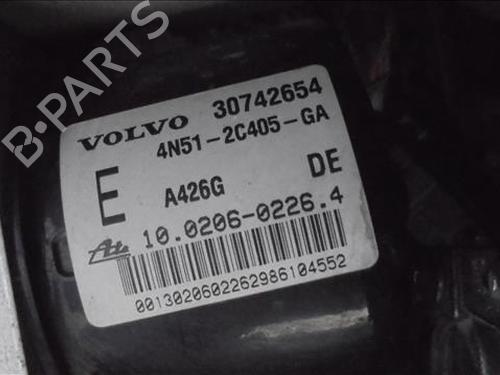 B-PARTS
VOLVO 30742654
4N51-2C405-GA
E A426G DE
Ate 10.0206-0226.4
0013020602262986104552